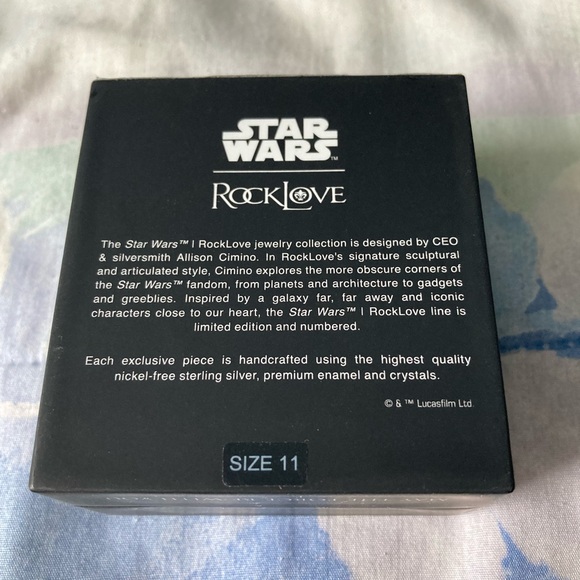 STAR
WARS™
ROCKLOVE
The Star Wars™ | RockLove jewelry collection is designed by CEO
& silversmith Allison Cimino. In RockLove's signature sculptural
and articulated style, Cimino explores the more obscure corners of
the Star Wars™ fandom, from planets and architecture to gadgets
and greeblies. Inspired by a galaxy far, far away and iconic
characters close to our heart, the Star Wars™ | RockLove line is
limited edition and numbered.
Each exclusive piece is handcrafted using the highest quality
nickel-free sterling silver, premium enamel and crystals.
© & ™ Lucasfilm Ltd.
SIZE 11